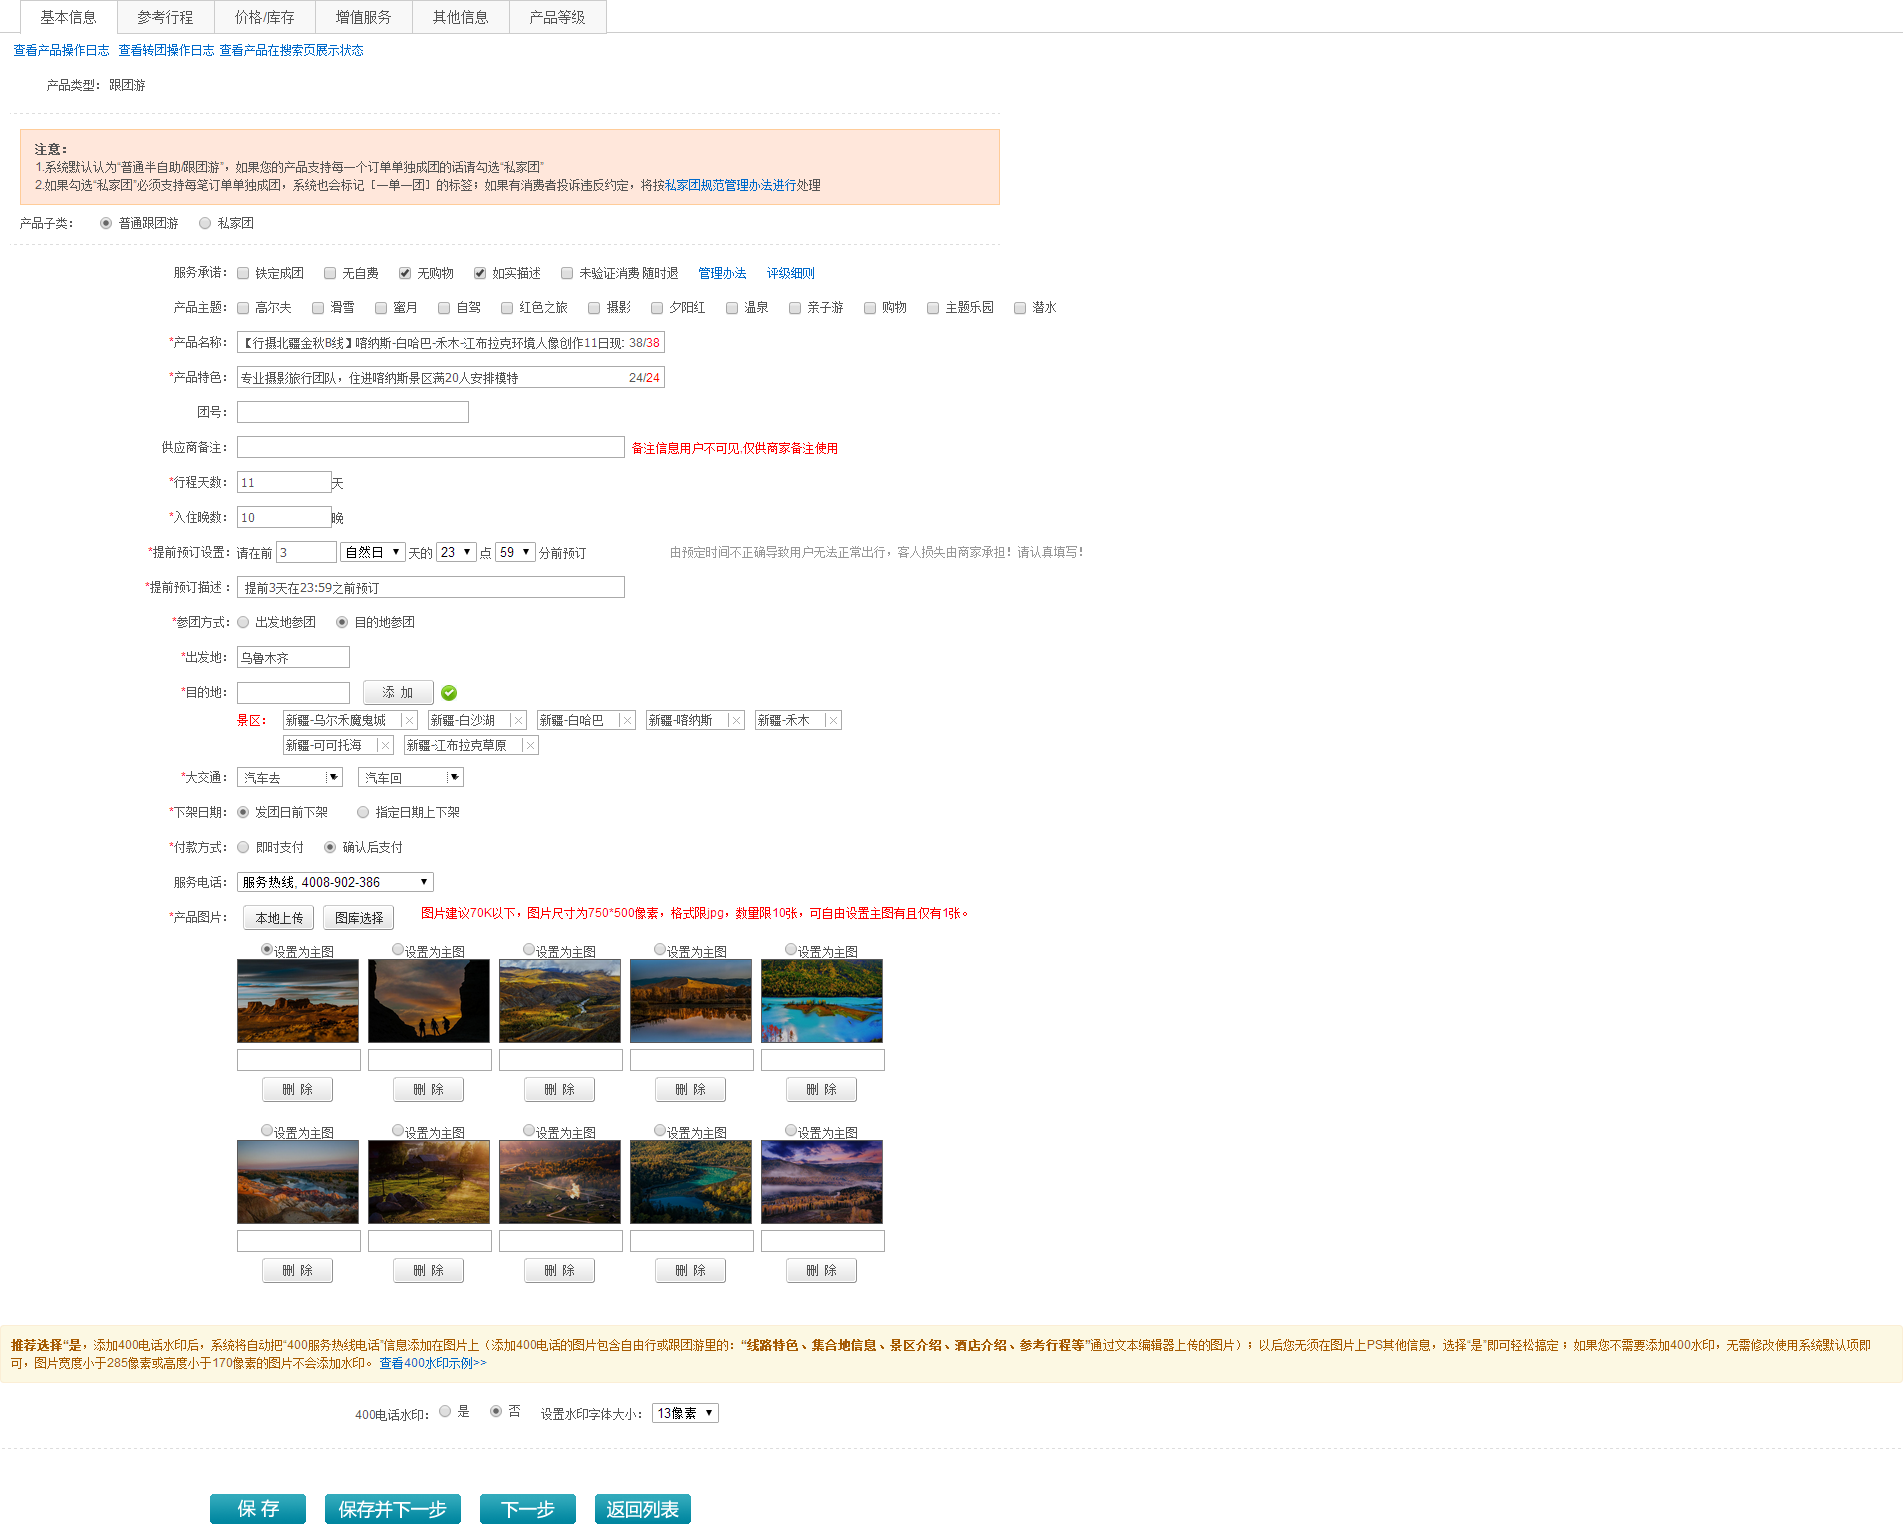 基本信息 参考行程 价格/库存 增值服务 其他信息 产品等级
查看产品操作日志 查看转团操作日志 查看产品在搜索页展示状态
产品类型： 跟团游
注意：
1.系统默认认为“普通半自助/跟团游”，如果您的产品支持每一个订单单独成团的话请勾选“私家团”
2.如果勾选“私家团”必须支持每笔订单单独成团，系统也会标记［一单一团］的标签；如果有消费者投诉违反约定，将按私家团规范管理办法进行处理
产品子类： 普通跟团游 私家团
服务承诺： 铁定成团 无自费 无购物 如实描述 未验证消费 随时退 管理办法 评级细则
产品主题： 高尔夫 滑雪 蜜月 自驾 红色之旅 摄影 夕阳红 温泉 亲子游 购物 主题乐园 潜水
*产品名称： 【行摄北疆金秋B线】喀纳斯-白哈巴-禾木-江布拉克环境人像创作11日现： 38/38
*产品特色： 专业摄影旅行团队，住进喀纳斯景区满20人安排模特 24/24
团号：
供应商备注： 备注信息用户不可见,仅供商家备注使用
*行程天数： 11 天
*入住晚数： 10 晚
*提前预订设置： 请在前 3 自然日 ▼ 天的 23 ▼ 点 59 ▼ 分前预订 由预定时间不正确导致用户无法正常出行，客人损失由商家承担！请认真填写！
*提前预订描述： 提前3天在23:59之前预订
*参团方式： 出发地参团 目的地参团
*出发地： 乌鲁木齐
*目的地： 添 加
景区： 新疆-乌尔禾魔鬼城 新疆-白沙湖 新疆-白哈巴 新疆-喀纳斯 新疆-禾木
新疆-可可托海 新疆-江布拉克草原
*大交通： 汽车去 汽车回
*下架日期： 发团日前下架 指定日期上下架
*付款方式： 即时支付 确认后支付
服务电话： 服务热线, 4008-902-386 ▼
*产品图片： 本地上传 图库选择 图片建议70K以下，图片尺寸为750*500像素，格式限jpg，数量限10张，可自由设置主图有且仅有1张。
设置为主图 设置为主图 设置为主图 设置为主图 设置为主图
删 除 删 除 删 除 删 除 删 除
设置为主图 设置为主图 设置为主图 设置为主图 设置为主图
删 除 删 除 删 除 删 除 删 除
推荐选择“是，添加400电话水印后，系统将自动把“400服务热线电话”信息添加在图片上（添加400电话的图片包含自由行或跟团游里的：“线路特色、集合地信息、景区介绍、酒店介绍、参考行程等”通过文本编辑器上传的图片）；以后您无须在图片上PS其他信息，选择“是”即可轻松搞定；如果您不需要添加400水印，无需修改使用系统默认项即
可，图片宽度小于285像素或高度小于170像素的图片不会添加水印。 查看400水印示例>>
400电话水印： 是 否 设置水印字体大小： 13像素 ▼
保 存 保存并下一步 下一步 返回列表